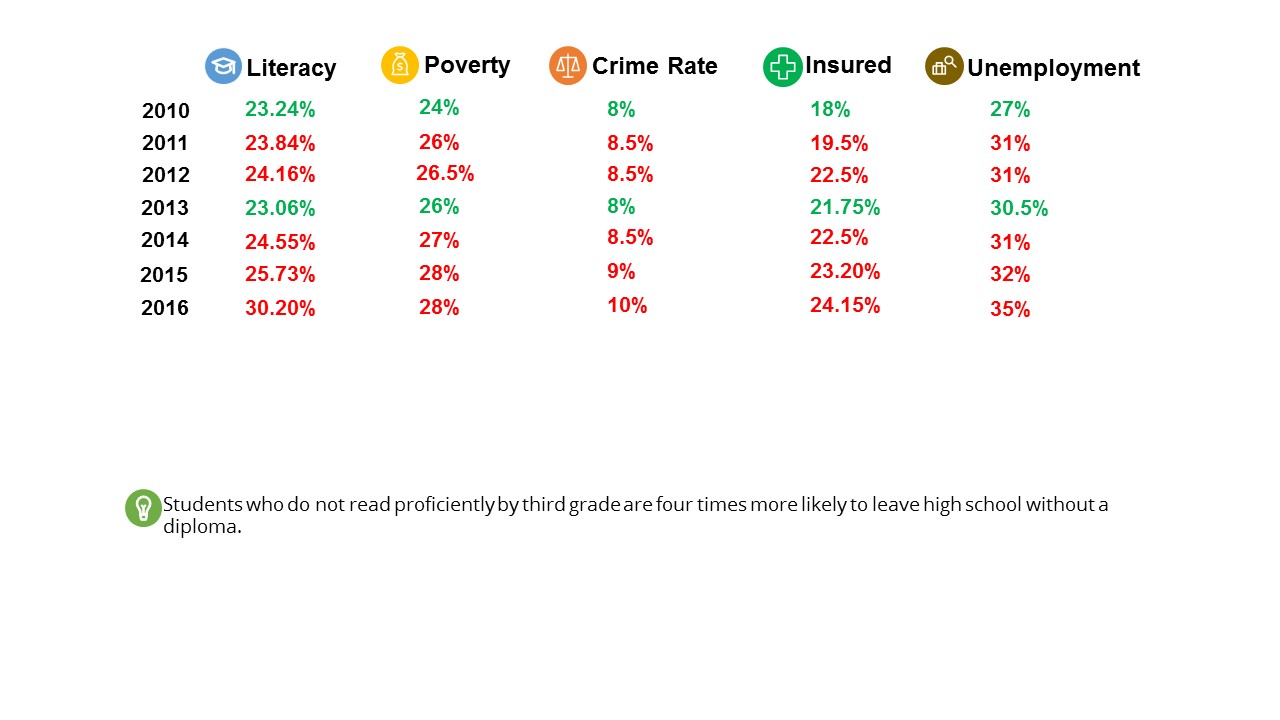 Literacy Poverty Crime Rate Insured Unemployment
2010 23.24% 24% 8% 18% 27%
2011 23.84% 26% 8.5% 19.5% 31%
2012 24.16% 26.5% 8.5% 22.5% 31%
2013 23.06% 26% 8% 21.75% 30.5%
2014 24.55% 27% 8.5% 22.5% 31%
2015 25.73% 28% 9% 23.20% 32%
2016 30.20% 28% 10% 24.15% 35%
Students who do not read proficiently by third grade are four times more likely to leave high school without a
diploma.